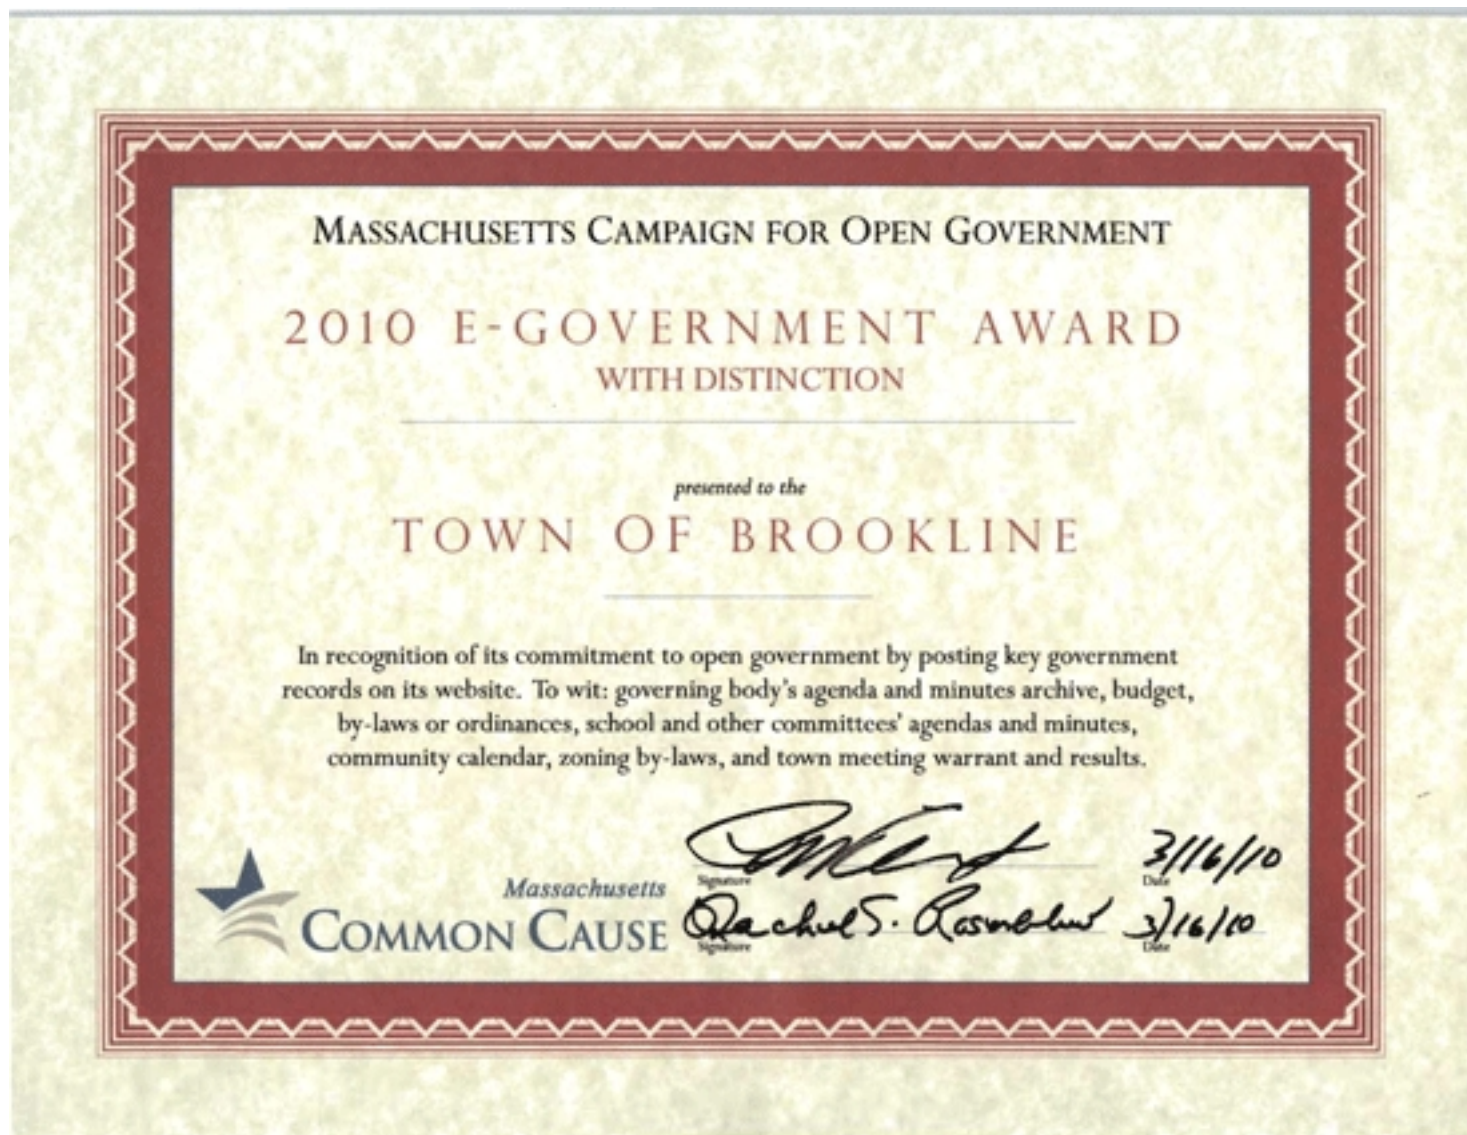 MASSACHUSETTS CAMPAIGN FOR OPEN GOVERNMENT
2010 E-GOVERNMENT AWARD
WITH DISTINCTION
presented to the
TOWN OF BROOKLINE
In recognition of its commitment to open government by posting key government
records on its website. To wit: governing body's agenda and minutes archive, budget,
by-laws or ordinances, school and other committees' agendas and minutes,
community calendar, zoning by-laws, and town meeting warrant and results.
3/16/10
Signature
Date
Massachusetts
COMMON CAUSE
Rachel S. 3/16/10
Signature
Date